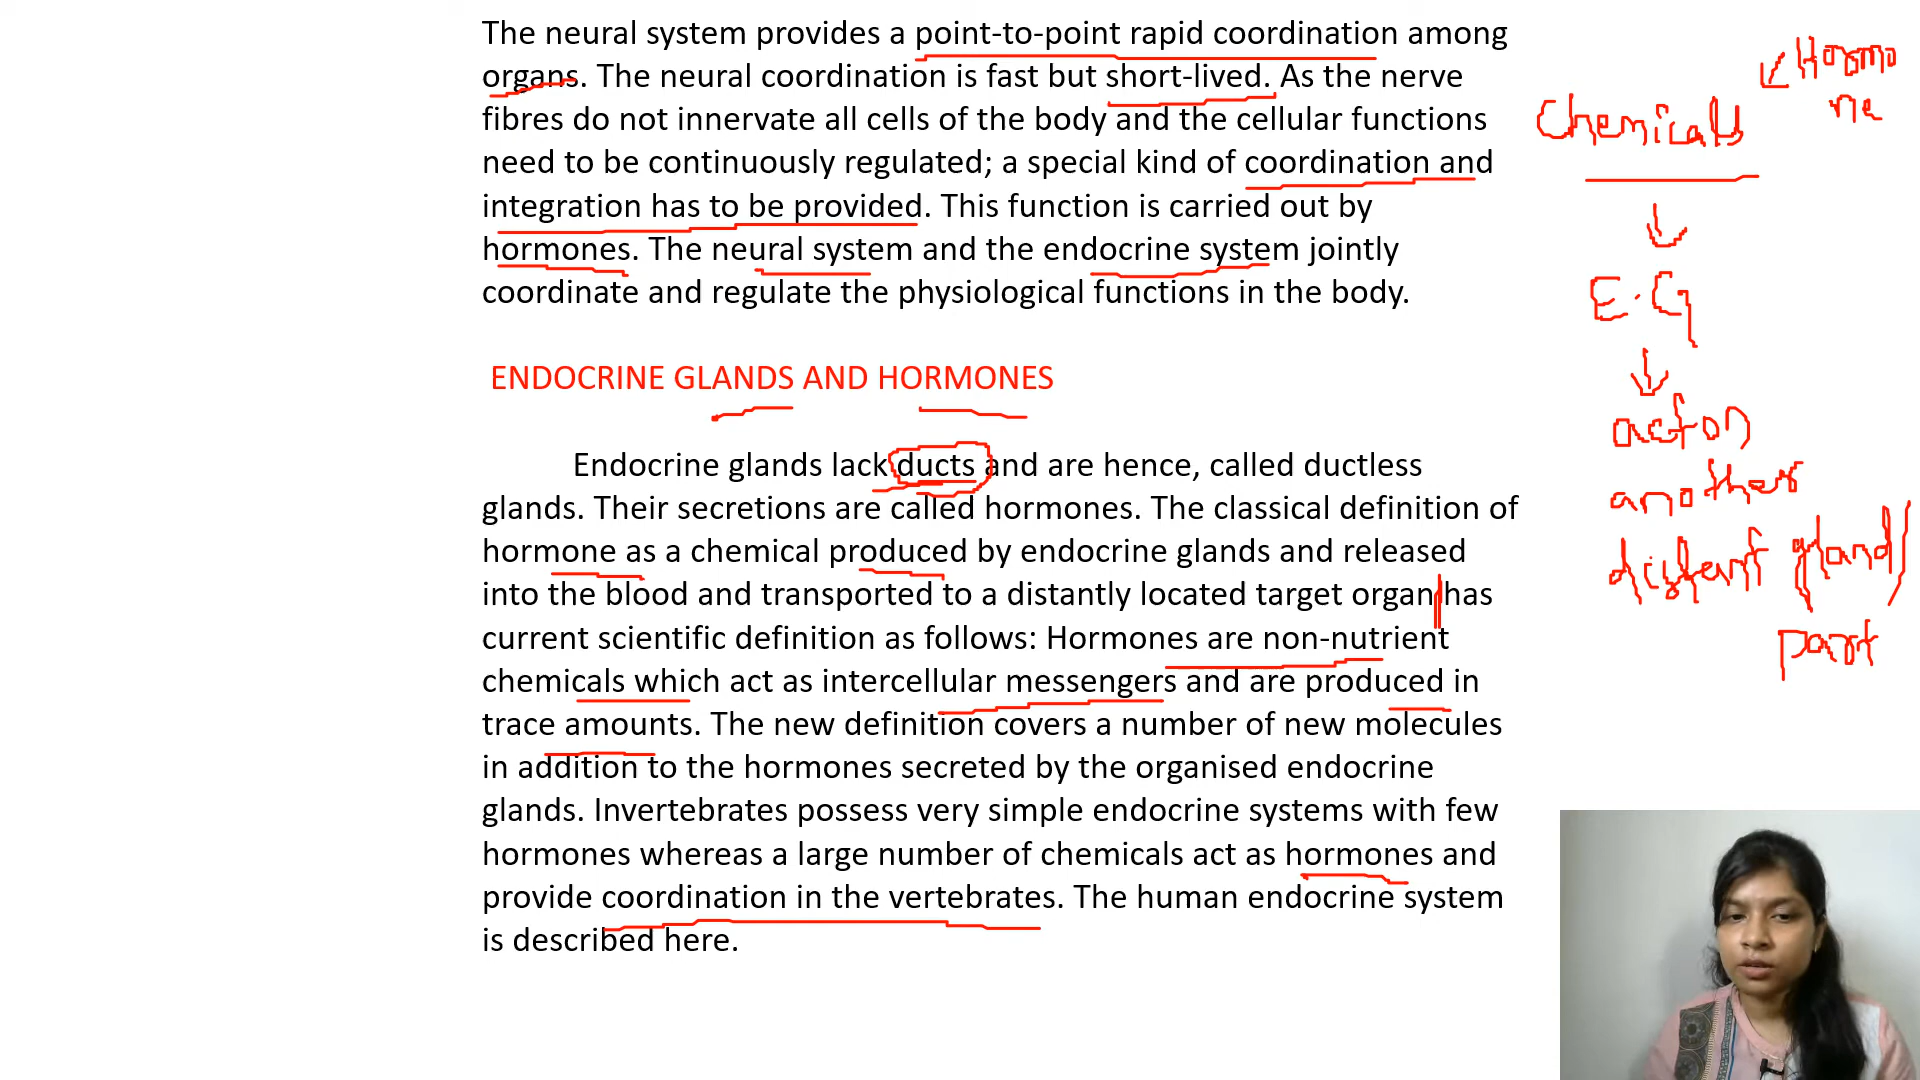 The neural system provides a point-to-point rapid coordination among
organs. The neural coordination is fast but short-lived. As the nerve
fibres do not innervate all cells of the body and the cellular functions
need to be continuously regulated; a special kind of coordination and
integration has to be provided. This function is carried out by
hormones. The neural system and the endocrine system jointly
coordinate and regulate the physiological functions in the body.
ENDOCRINE GLANDS AND HORMONES
Endocrine glands lack ducts and are hence, called ductless
glands. Their secretions are called hormones. The classical definition of
hormone as a chemical produced by endocrine glands and released
into the blood and transported to a distantly located target organ has
current scientific definition as follows: Hormones are non-nutrient
chemicals which act as intercellular messengers and are produced in
trace amounts. The new definition covers a number of new molecules
in addition to the hormones secreted by the organised endocrine
glands. Invertebrates possess very simple endocrine systems with few
hormones whereas a large number of chemicals act as hormones and
provide coordination in the vertebrates. The human endocrine system
is described here.
Hormo
ne
Chemicals
E.G
act on
another
distant gland/
part